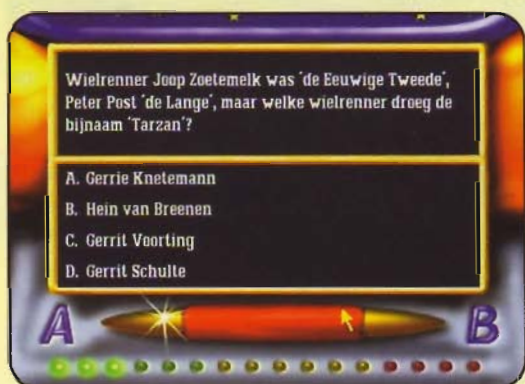 Wielrenner Joop Zoetemelk was 'de Eeuwige Tweede',
Peter Post 'de Lange', maar welke wielrenner droeg de
bijnaam 'Tarzan'?
A. Gerrie Knetemann
B. Hein van Breenen
C. Gerrit Voorting
D. Gerrit Schulte
A
B